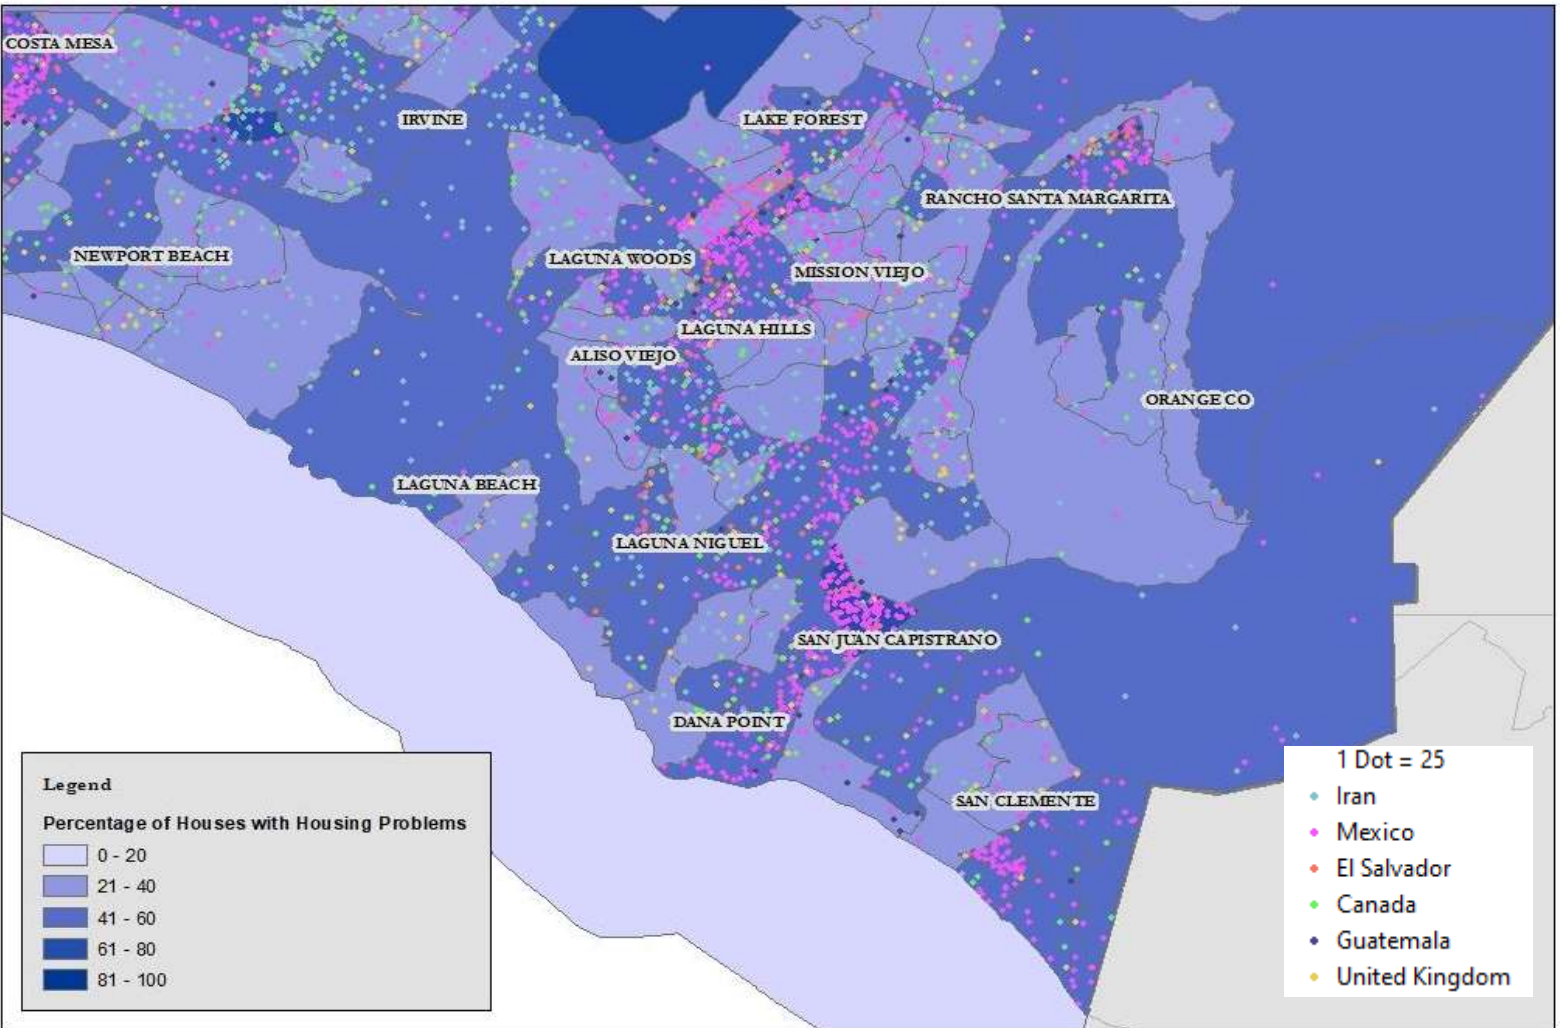 COSTA MESA
IRVINE
LAKE FOREST
RANCHO SANTA MARGARITA
NEWPORT BEACH
LAGUNA WOODS
MISSION VIEJO
LAGUNA HILLS
ALISO VIEJO
ORANGE CO
LAGUNA BEACH
LAGUNA NIGUEL
SAN JUAN CAPISTRANO
DANA POINT
SAN CLEMENTE
Legend
Percentage of Houses with Housing Problems
0 - 20
21 - 40
41 - 60
61 - 80
81 - 100
1 Dot = 25
Iran
Mexico
El Salvador
Canada
Guatemala
United Kingdom